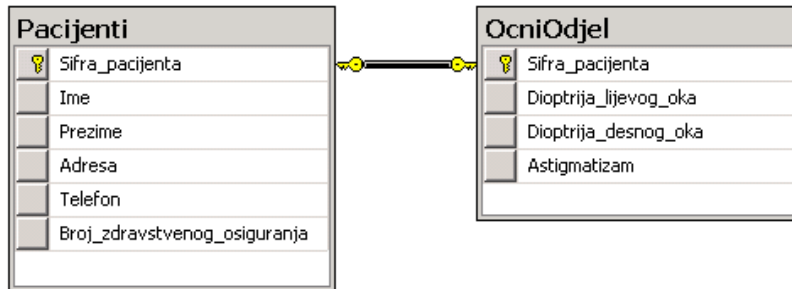 Pacijenti
Sifra_pacijenta
Ime
Prezime
Adresa
Telefon
Broj_zdravstvenog_osiguranja
OcniOdjel
Sifra_pacijenta
Dioptrija_lijevog_oka
Dioptrija_desnog_oka
Astigmatizam